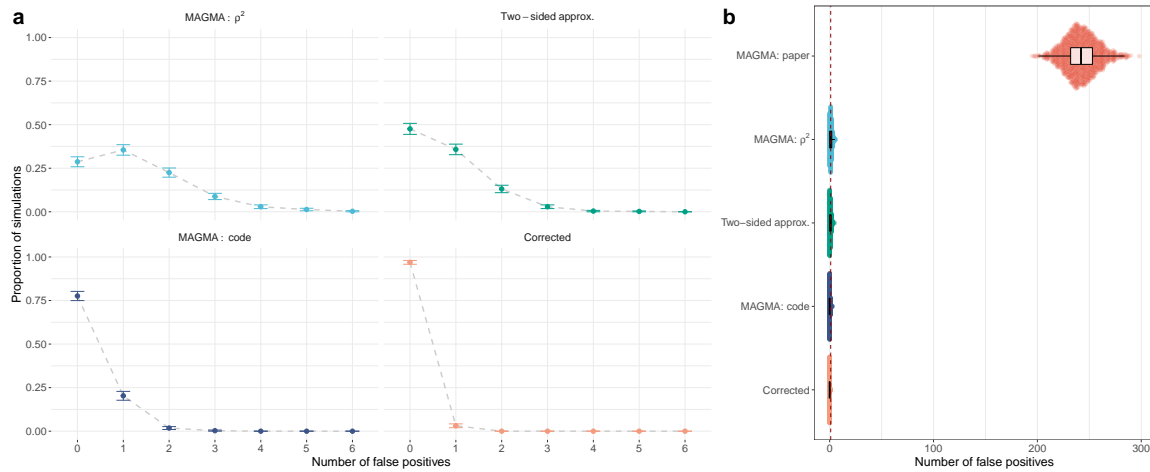 a
MAGMA: ρ²
Two−sided approx.
1.00
0.75
0.50
0.25
0.00
MAGMA: code
Corrected
1.00
0.75
0.50
0.25
0.00
0 1 2 3 4 5 6
0 1 2 3 4 5 6
Number of false positives
Proportion of simulations
b
MAGMA: paper
MAGMA: ρ²
Two−sided approx.
MAGMA: code
Corrected
0 100 200 300
Number of false positives